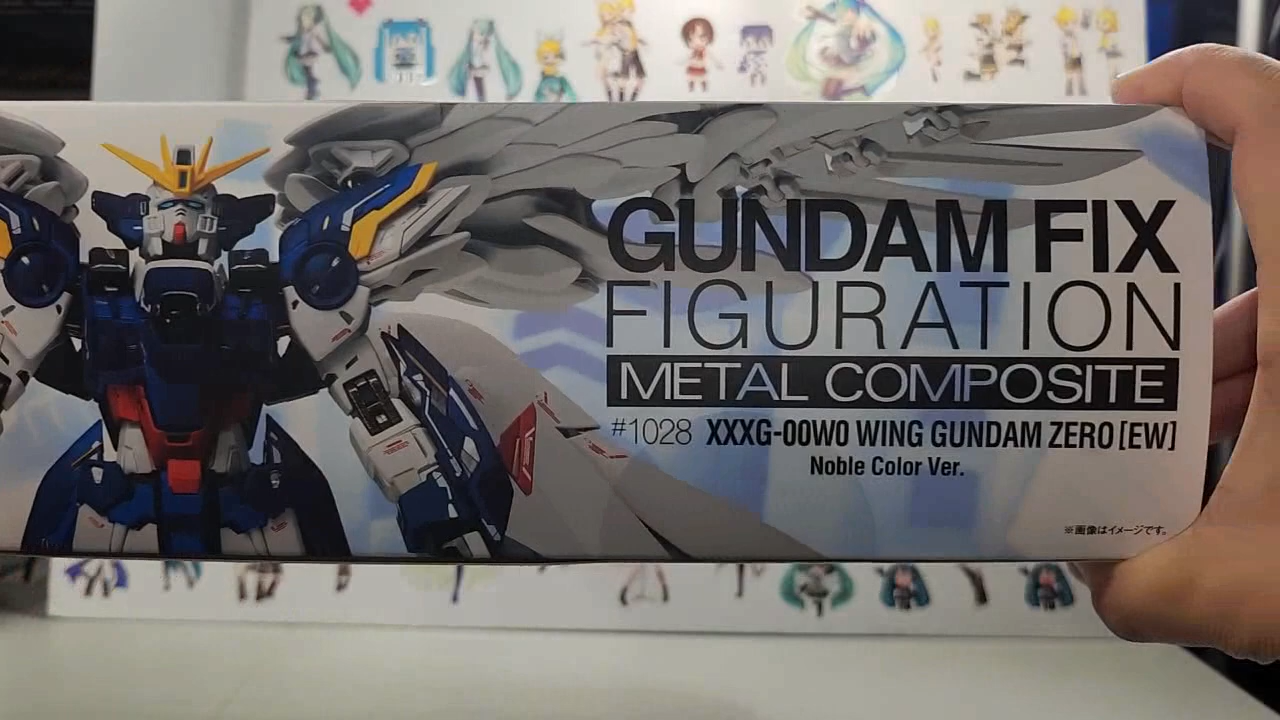 GUNDAM FIX
FIGURATION
METAL COMPOSITE
#1028 XXXG-00W0 WING GUNDAM ZERO [EW]
Noble Color Ver.
※画像はイメージです。